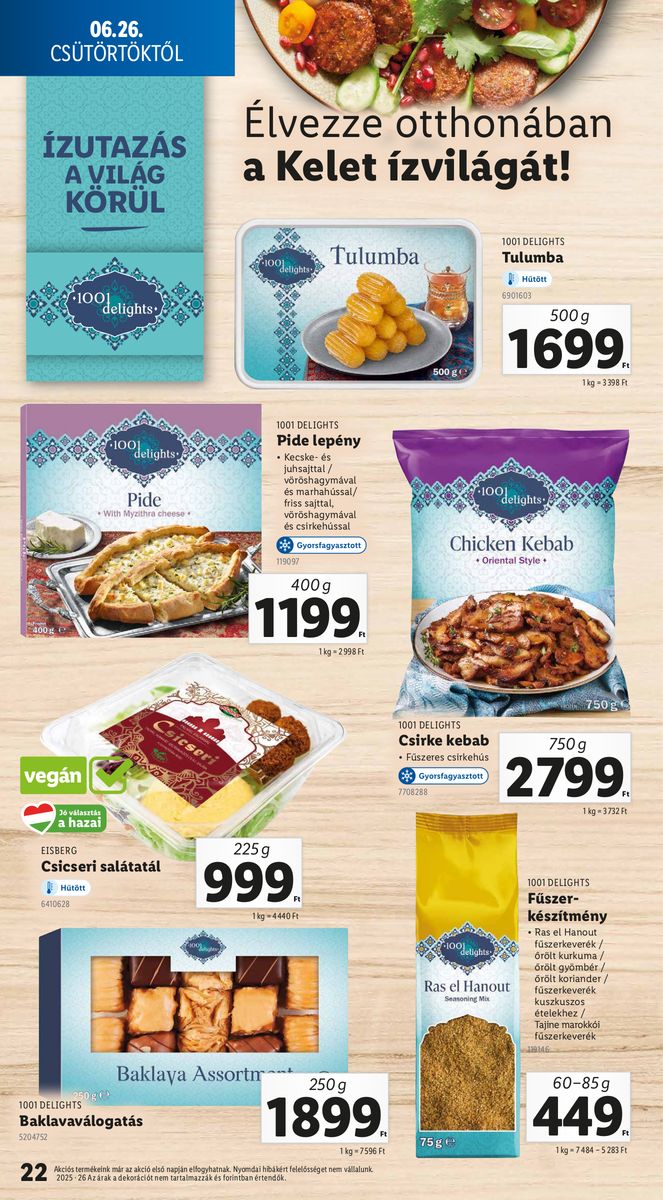 06.26.
CSÜTÖRTÖKTŐL
ÍZUTAZÁS
A VILÁG
KÖRÜL
1001
delights
Élvezze otthonában
a Kelet ízvilágát!
1001 delights
Tulumba
500 g e
1001 DELIGHTS
Tulumba
Hűtött
6901603
500 g
1699 Ft
1 kg = 3 398 Ft
1001 delights
Pide
• With Myzithra cheese •
400 g e
1001 DELIGHTS
Pide lepény
• Kecske- és
juhsajttal /
vöröshagymával
és marhahússal/
friss sajttal,
vöröshagymával
és csirkehússal
Gyorsfagyasztott
119097
400 g
1199 Ft
1 kg = 2 998 Ft
1001 delights
Chicken Kebab
• Oriental Style •
750 g e
1001 DELIGHTS
Csirke kebab
• Fűszeres csirkehús
Gyorsfagyasztott
7708288
750 g
2799 Ft
1 kg = 3 732 Ft
Csicseri
vegán
Jó választás
a hazai
EISBERG
Csicseri salátatál
Hűtött
6410628
225 g
999 Ft
1 kg = 4 440 Ft
1001 delights
Ras el Hanout
Seasoning Mix
75 g e
1001 DELIGHTS
Fűszer-
készítmény
• Ras el Hanout
fűszerkeverék /
őrölt kurkuma /
őrölt gyömbér /
őrölt koriander /
fűszerkeverék
kuszkuszos
ételekhez /
Tajine marokkói
fűszerkeverék
119146
60–85 g
449 Ft
1 kg = 7 484 – 5 283 Ft
1001 delights
Baklava Assortment
250 g e
1001 DELIGHTS
Baklavaválogatás
5204752
250 g
1899 Ft
1 kg = 7 596 Ft
22
Akciós termékeink már az akció első napján elfogyhatnak. Nyomdai hibákért felelősséget nem vállalunk.
2025 - 26 Az árak a dekorációt nem tartalmazzák és forintban értendők.